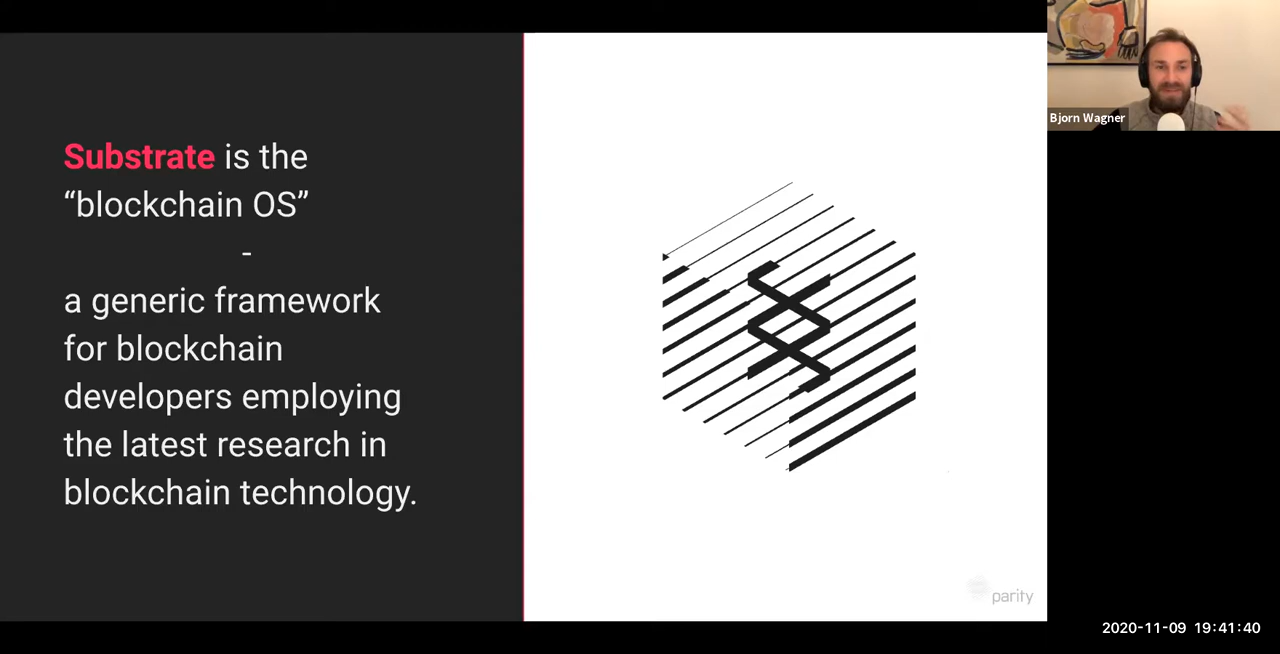 Substrate is the
“blockchain OS”
-
a generic framework
for blockchain
developers employing
the latest research in
blockchain technology.
Bjorn Wagner
parity
2020-11-09 19:41:40